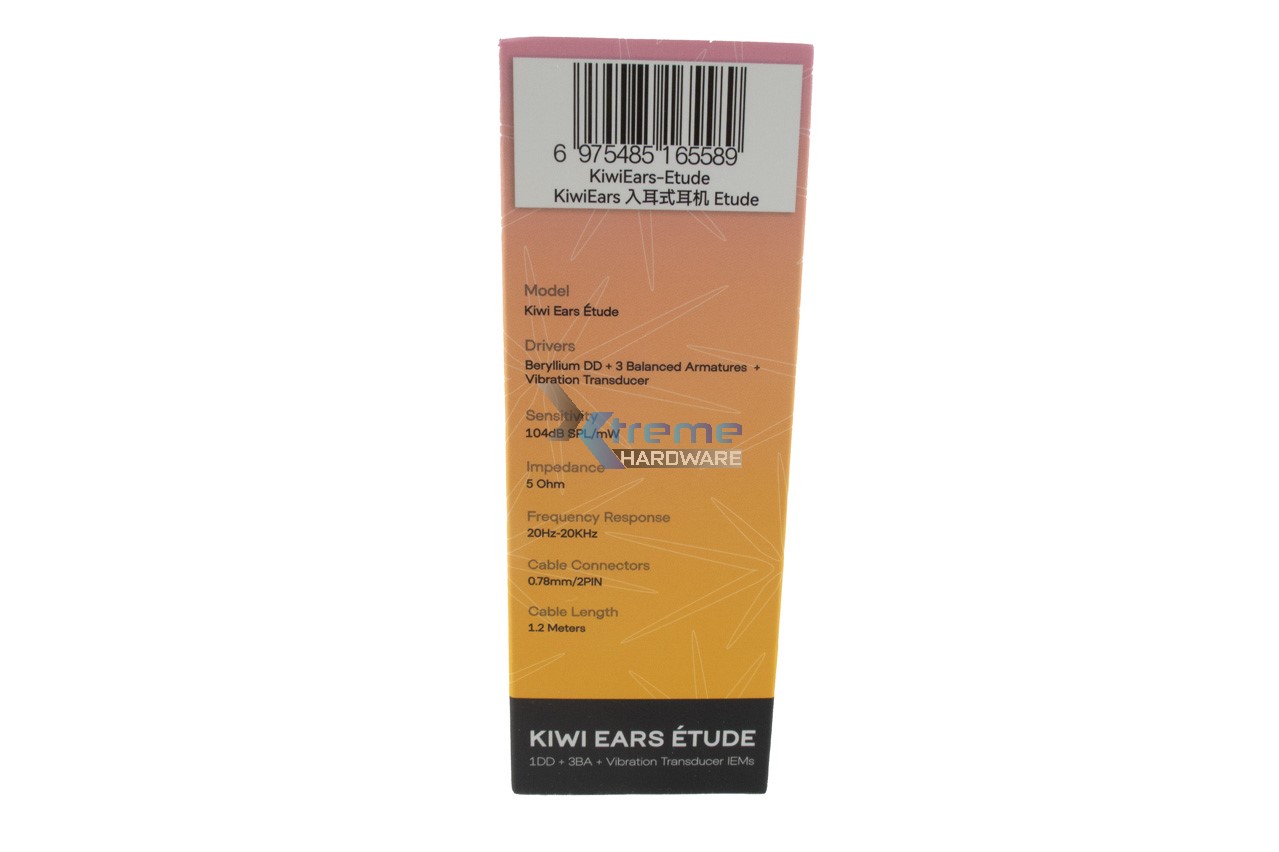 6 975485 165589
KiwiEars-Etude
KiwiEars 入耳式耳机 Etude
Model
Kiwi Ears Étude
Drivers
Beryllium DD + 3 Balanced Armatures +
Vibration Transducer
Sensitivity
104dB SPL/mW
Xtreme
HARDWARE
Impedance
5 Ohm
Frequency Response
20Hz-20KHz
Cable Connectors
0.78mm/2PIN
Cable Length
1.2 Meters
KIWI EARS ÉTUDE
1DD + 3BA + Vibration Transducer IEMs